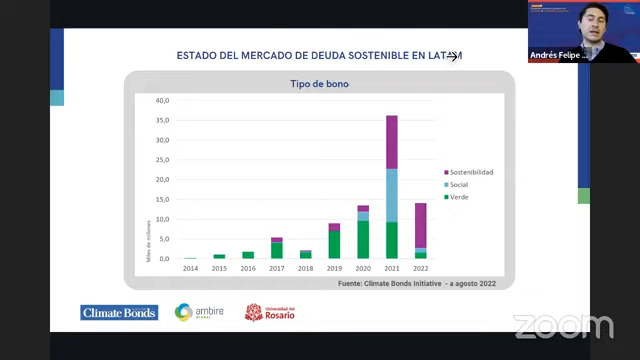 ESTADO DEL MERCADO DE DEUDA SOSTENIBLE EN LATAM
Andrés Felipe ...
Tipo de bono
Miles de millones
40,0
35,0
30,0
25,0
20,0
15,0
10,0
5,0
0,0
2014 2015 2016 2017 2018 2019 2020 2021 2022
Sostenibilidad
Social
Verde
Fuente: Climate Bonds Initiative - a agosto 2022
Climate Bonds
ambire
GLOBAL
Universidad del
Rosario
zoom